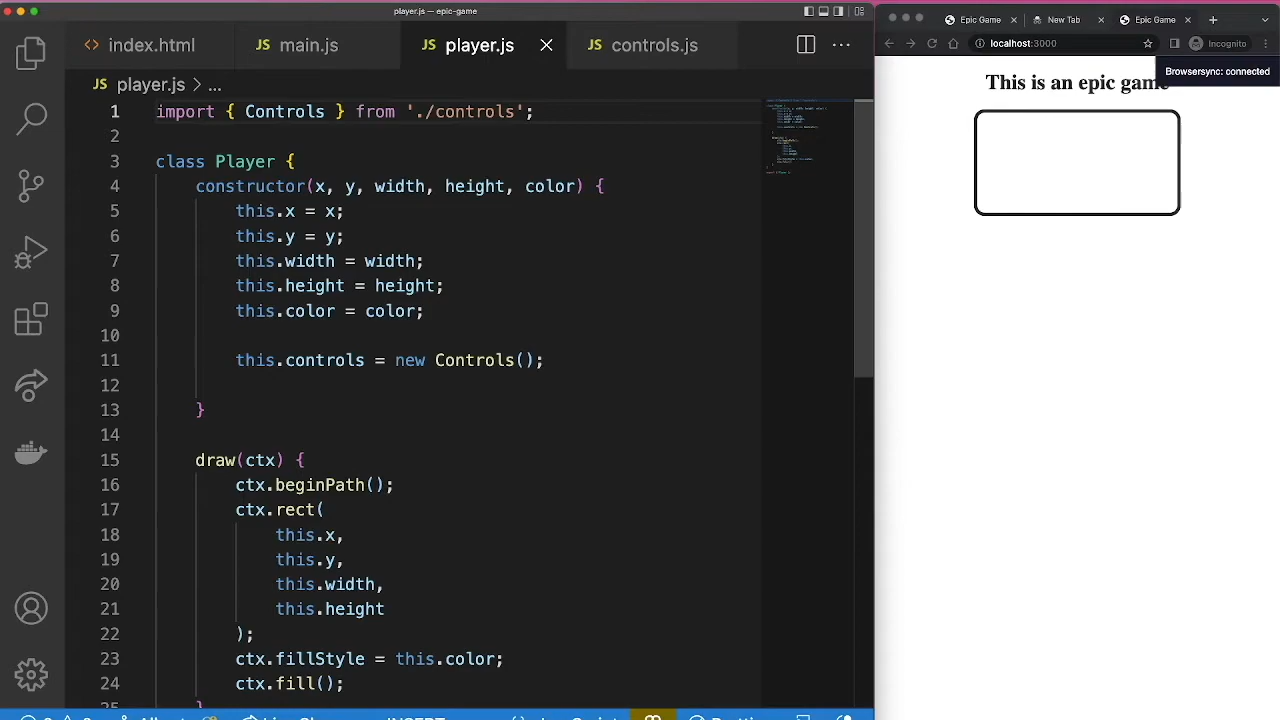 player.js — epic-game
index.html
JS main.js
JS player.js
JS controls.js
JS player.js > ...
1 import { Controls } from './controls';
2
3 class Player {
4 constructor(x, y, width, height, color) {
5 this.x = x;
6 this.y = y;
7 this.width = width;
8 this.height = height;
9 this.color = color;
10
11 this.controls = new Controls();
12
13 }
14
15 draw(ctx) {
16 ctx.beginPath();
17 ctx.rect(
18 this.x,
19 this.y,
20 this.width,
21 this.height
22 );
23 ctx.fillStyle = this.color;
24 ctx.fill();
Epic Game
New Tab
Epic Game
localhost:3000
Incognito
Browsersync: connected
This is an epic game